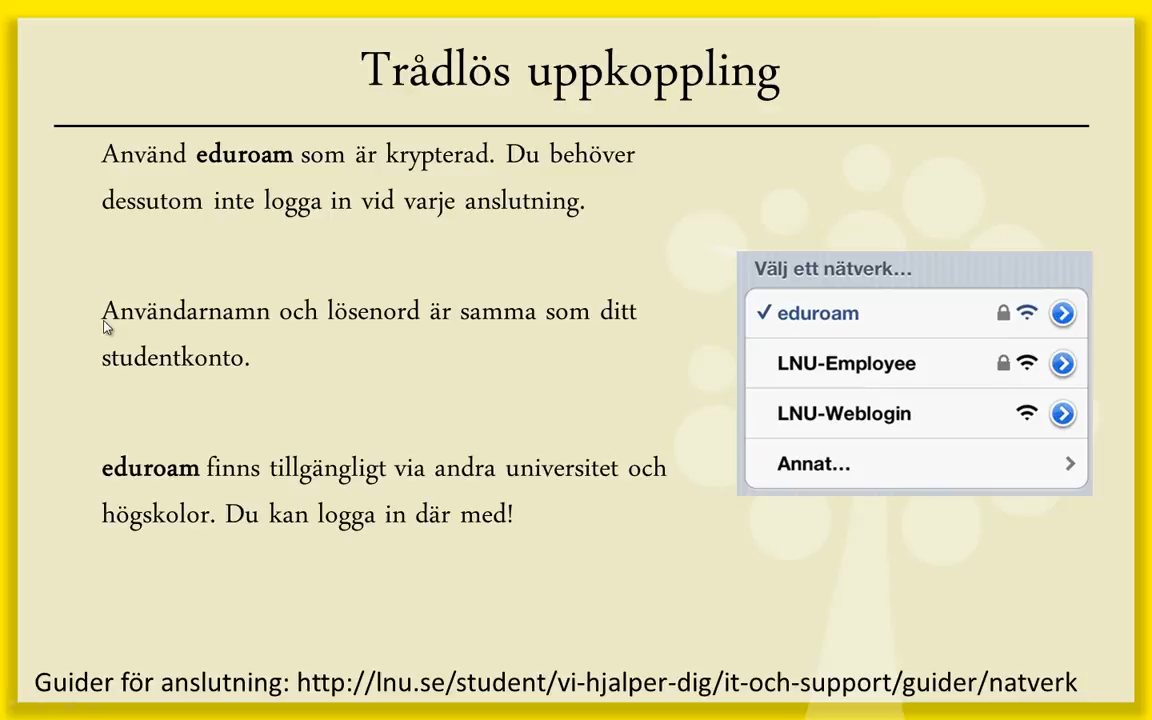 Trådlös uppkoppling
Använd eduroam som är krypterad. Du behöver
dessutom inte logga in vid varje anslutning.
Användarnamn och lösenord är samma som ditt
studentkonto.
eduroam finns tillgängligt via andra universitet och
högskolor. Du kan logga in där med!
Välj ett nätverk...
eduroam
LNU-Employee
LNU-Weblogin
Annat...
Guider för anslutning: http://lnu.se/student/vi-hjalper-dig/it-och-support/guider/natverk